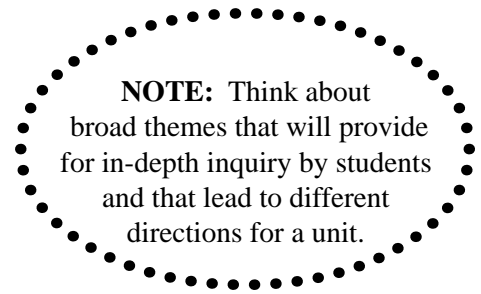 NOTE: Think about
broad themes that will provide
for in-depth inquiry by students
and that lead to different
directions for a unit.